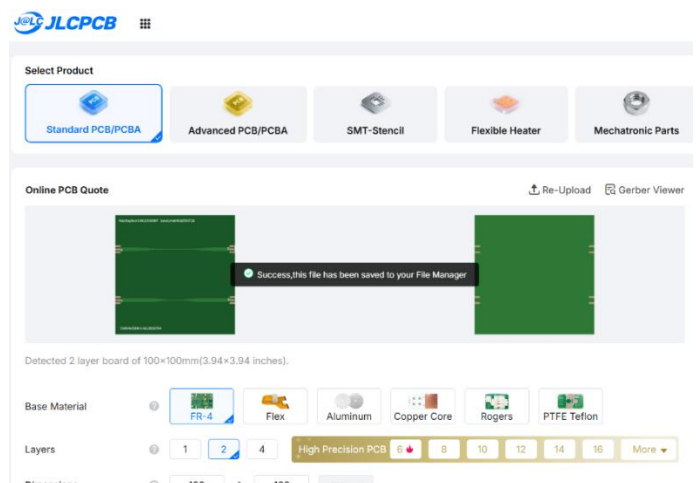 J@LC JLCPCB
Select Product
Standard PCB/PCBA
Advanced PCB/PCBA
SMT-Stencil
Flexible Heater
Mechatronic Parts
Online PCB Quote
Re-Upload
Gerber Viewer
Success,this file has been saved to your File Manager
Detected 2 layer board of 100×100mm(3.94×3.94 inches).
Base Material
FR-4
Flex
Aluminum
Copper Core
Rogers
PTFE Teflon
Layers
1 2 4 High Precision PCB 6 8 10 12 14 16 More